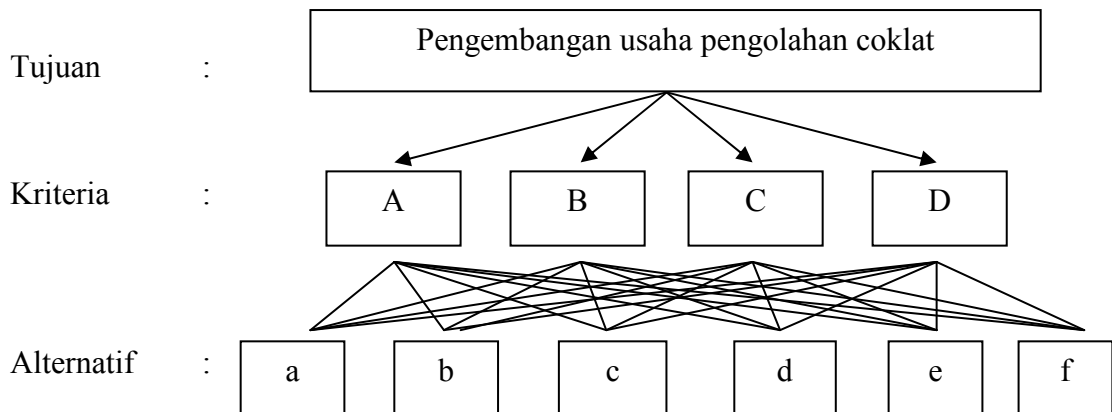 Pengembangan usaha pengolahan coklat
Tujuan :
Kriteria : A B C D
Alternatif : a b c d e f